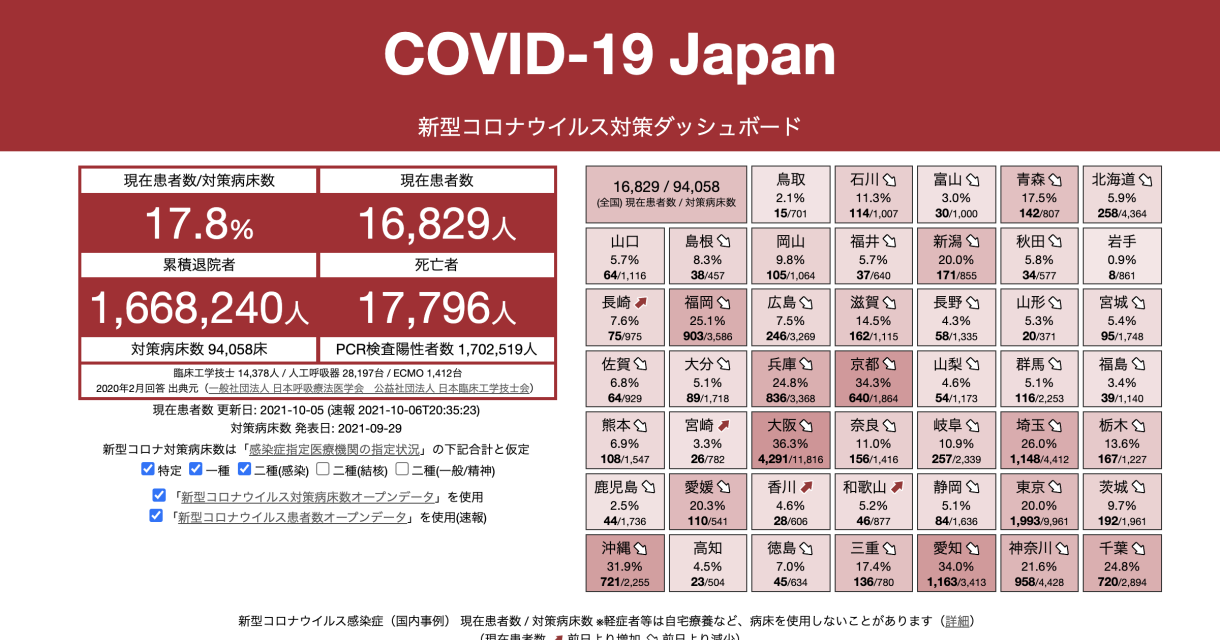 COVID-19 Japan
新型コロナウイルス対策ダッシュボード
現在患者数/対策病床数
現在患者数
17.8%
16,829人
累積退院者
死亡者
1,668,240人
17,796人
対策病床数 94,058床
PCR検査陽性者数 1,702,519人
臨床工学技士 14,378人 / 人工呼吸器 28,197台 / ECMO 1,412台
2020年2月回答 出典元（一般社団法人 日本呼吸療法医学会　公益社団法人 日本臨床工学技士会）
現在患者数 更新日: 2021-10-05 (速報 2021-10-06T20:35:23)
対策病床数 発表日: 2021-09-29
新型コロナ対策病床数は「感染症指定医療機関の指定状況」の下記合計と仮定
特定 一種 二種(感染) 二種(結核) 二種(一般/精神)
「新型コロナウイルス対策病床数オープンデータ」を使用
「新型コロナウイルス患者数オープンデータ」を使用(速報)
16,829 / 94,058
(全国) 現在患者数 / 対策病床数
鳥取
2.1%
15/701
石川
11.3%
114/1,007
富山
3.0%
30/1,000
青森
17.5%
142/807
北海道
5.9%
258/4,364
山口
5.7%
64/1,116
島根
8.3%
38/457
岡山
9.8%
105/1,064
福井
5.7%
37/640
新潟
20.0%
171/855
秋田
5.8%
34/577
岩手
0.9%
8/861
長崎
7.6%
75/975
福岡
25.1%
903/3,586
広島
7.5%
246/3,269
滋賀
14.5%
162/1,115
長野
4.3%
58/1,335
山形
5.3%
20/371
宮城
5.4%
95/1,748
佐賀
6.8%
64/929
大分
5.1%
89/1,718
兵庫
24.8%
836/3,368
京都
34.3%
640/1,864
山梨
4.6%
54/1,173
群馬
5.1%
116/2,253
福島
3.4%
39/1,140
熊本
6.9%
108/1,547
宮崎
3.3%
26/782
大阪
36.3%
4,291/11,816
奈良
11.0%
156/1,416
岐阜
10.9%
257/2,339
埼玉
26.0%
1,148/4,412
栃木
13.6%
167/1,227
鹿児島
2.5%
44/1,736
愛媛
20.3%
110/541
香川
4.6%
28/606
和歌山
5.2%
46/877
静岡
5.1%
84/1,636
東京
20.0%
1,993/9,961
茨城
9.7%
192/1,961
沖縄
31.9%
721/2,255
高知
4.5%
23/504
徳島
7.0%
45/634
三重
17.4%
136/780
愛知
34.0%
1,163/3,413
神奈川
21.6%
958/4,428
千葉
24.8%
720/2,894
新型コロナウイルス感染症（国内事例） 現在患者数 / 対策病床数 ※軽症者等は自宅療養など、病床を使用しないことがあります（詳細）
（現在患者数 前日より増加 前日より減少）